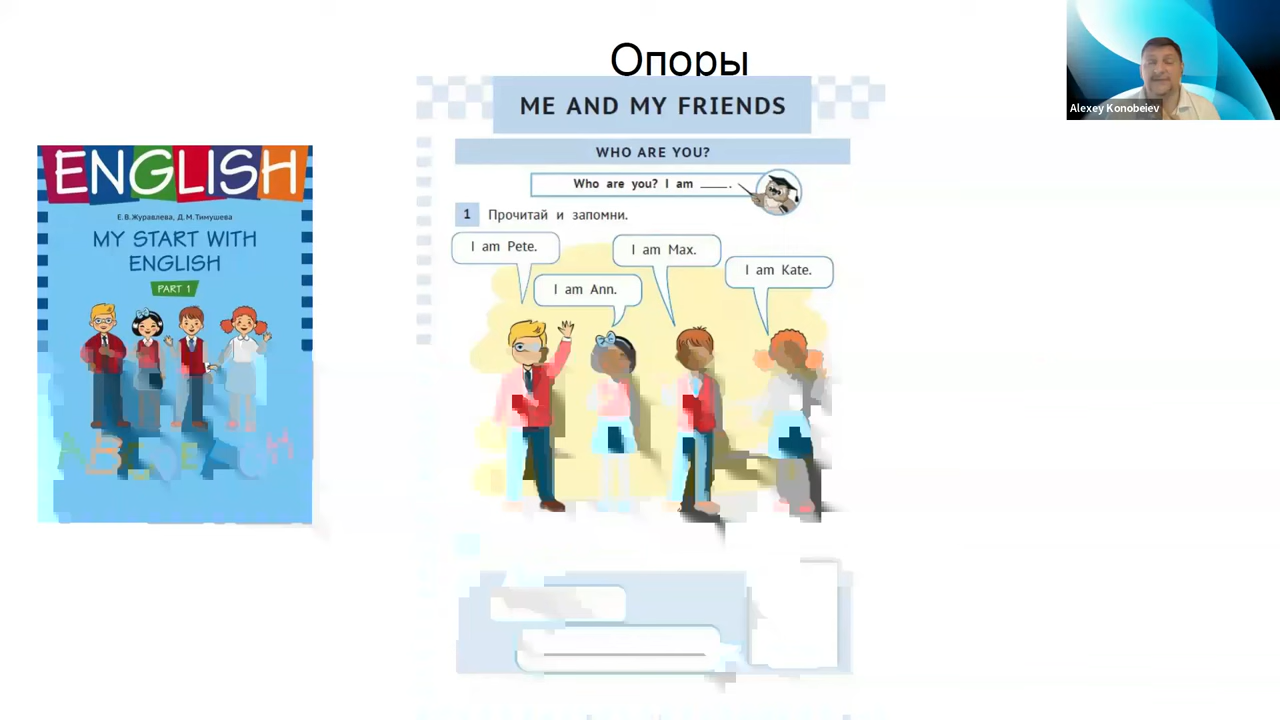 Опоры
Alexey Konobeiev
ENGLISH
Е. В. Журавлева, Д. М. Тимушева
MY START WITH
ENGLISH
PART 1
ME AND MY FRIENDS
WHO ARE YOU?
Who are you? I am ____.
1 Прочитай и запомни.
I am Pete.
I am Max.
I am Kate.
I am Ann.